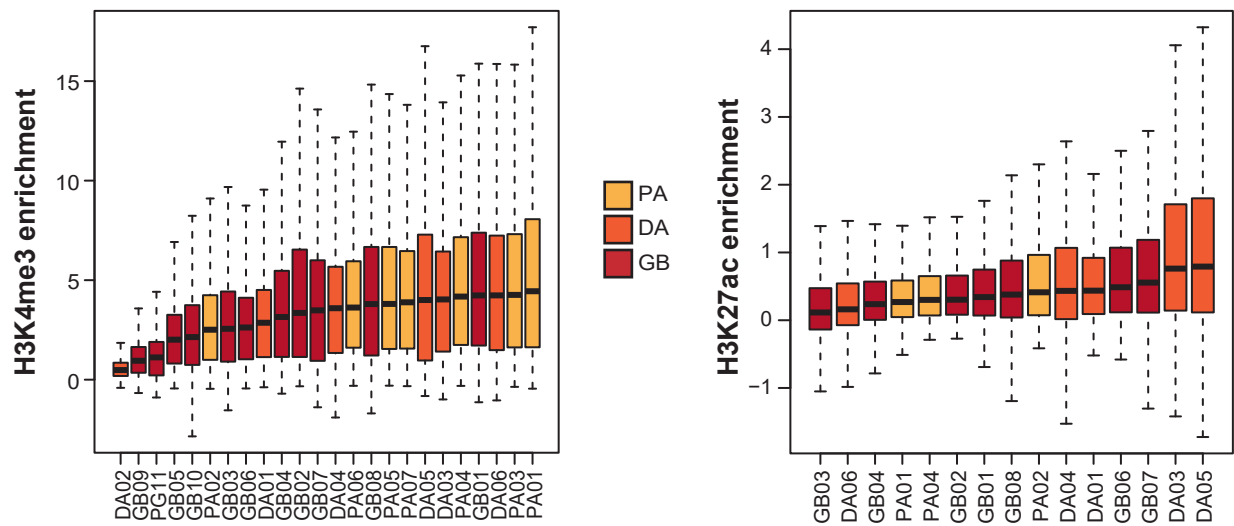 H3K4me3 enrichment
15
10
5
0
DA02 GB09 PG11 GB05 GB10 PA02 GB03 GB06 DA01 GB04 GB02 GB07 DA04 PA06 GB08 PA05 PA07 DA05 DA03 PA04 GB01 DA06 PA03 PA01
PA
DA
GB
H3K27ac enrichment
4
3
2
1
0
−1
GB03 DA06 GB04 PA01 PA04 GB02 GB01 GB08 PA02 DA04 DA01 GB06 GB07 DA03 DA05